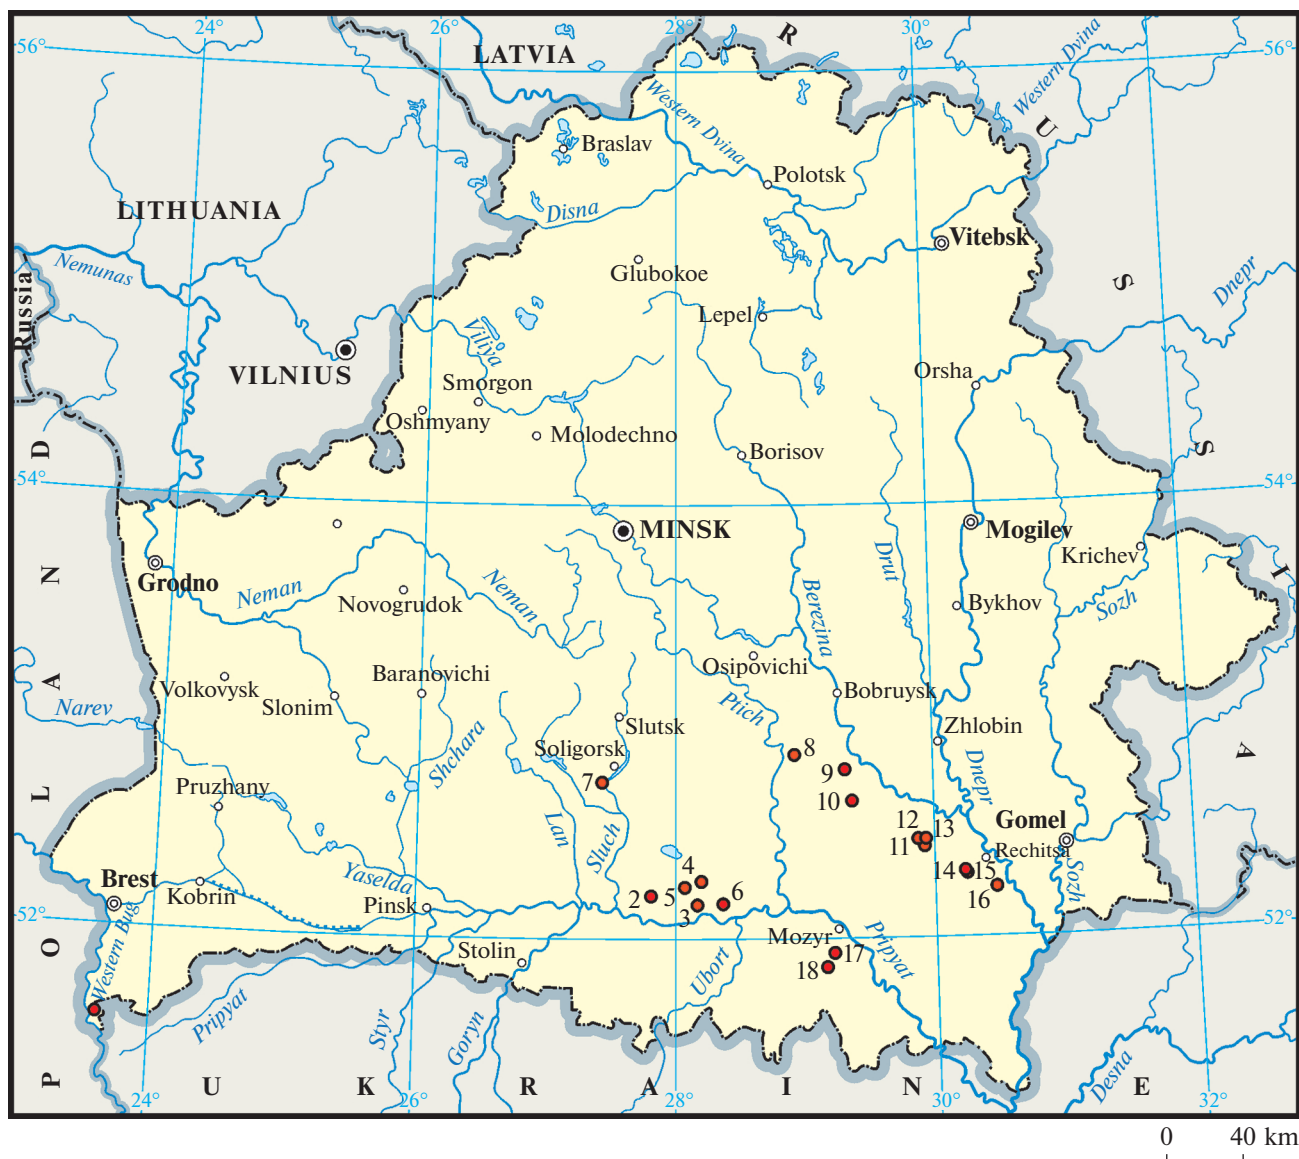 24°
28°
30°
56°
56°
LATVIA
R
U
S
S
I
A
Western Dvina
Western Dvina
Braslav
Polotsk
LITHUANIA
Disna
Vitebsk
Nemunas
Glubokoe
Dnepr
Russia
Lepel
Viliya
VILNIUS
Smorgon
Orsha
Oshmyany
Molodechno
Borisov
54°
54°
MINSK
Mogilev
Krichev
Drut
Grodno
Neman
Neman
Novogrudok
Berezina
Bykhov
Sozh
Osipovichi
Baranovichi
Volkovysk
Slonim
Bobruysk
Narev
Ptich
Slutsk
Zhlobin
Shchara
Soligorsk
8
7
9
Dnepr
Pruzhany
10
Lan
Sluch
12
13
Gomel
11
Rechitsa
4
14
15
Brest
Yaselda
Kobrin
2
5
6
16
Sozh
Pinsk
3
52°
52°
Mozyr
Pripyat
Stolin
17
18
Western Bug
Ubort
Pripyat
Styr
Goryn
Desna
P
O
L
A
N
D
U
K
R
A
I
N
E
24°
26°
28°
30°
32°
0
40 km